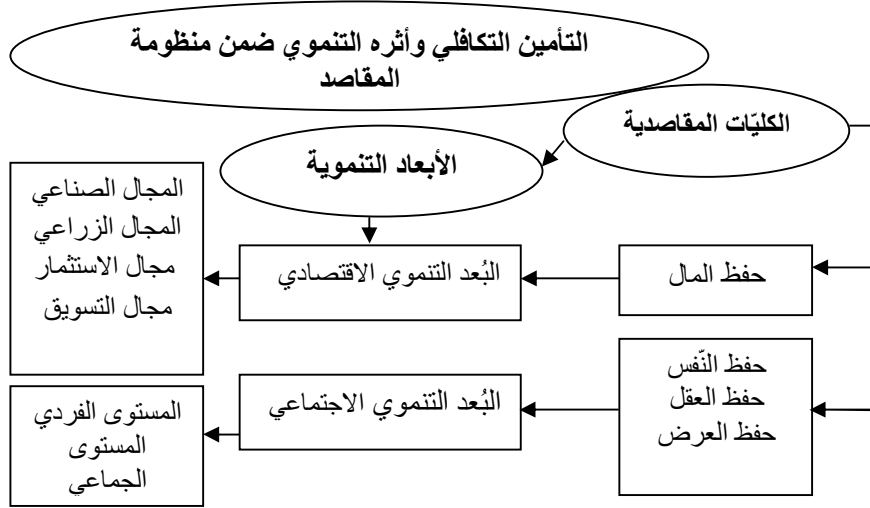 التأمين التكافلي وأثره التنموي ضمن منظومة
المقاصد
الكليّات المقاصدية
الأبعاد التنموية
حفظ المال
البُعد التنموي الاقتصادي
المجال الصناعي
المجال الزراعي
مجال الاستثمار
مجال التسويق
حفظ النّفس
حفظ العقل
حفظ العرض
البُعد التنموي الاجتماعي
المستوى الفردي
المستوى
الجماعي